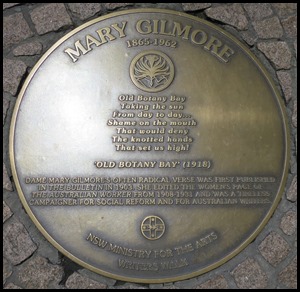 MARY GILMORE
1865-1962
Old Botany Bay
Taking the sun
From day to day...
Shame on the mouth
That would deny
The knotted hands
That set us high!
'OLD BOTANY BAY' (1918)
DAME MARY GILMORE'S OFTEN RADICAL VERSE WAS FIRST PUBLISHED
IN THE BULLETIN IN 1903. SHE EDITED THE WOMEN'S PAGE OF
THE AUSTRALIAN WORKER FROM 1908-1931 AND WAS A TIRELESS
CAMPAIGNER FOR SOCIAL REFORM AND FOR AUSTRALIAN WRITERS.
NSW MINISTRY FOR THE ARTS
WRITERS WALK